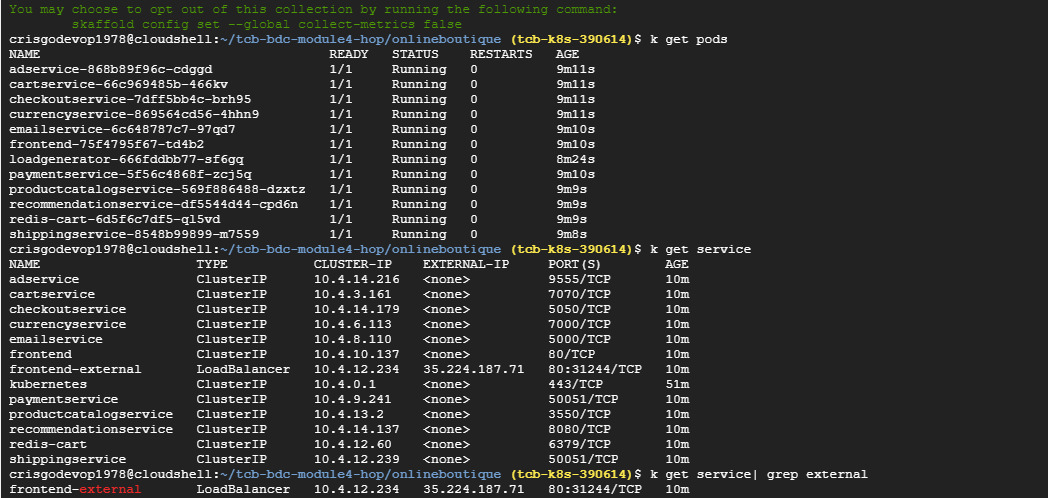 You may choose to opt out of this collection by running the following command:
        skaffold config set --global collect-metrics false
crisgodevop1978@cloudshell:~/tcb-bdc-module4-hop/onlineboutique (tcb-k8s-390614)$ k get pods
NAME                                     READY   STATUS    RESTARTS   AGE
adservice-868b89f96c-cdggd               1/1     Running   0          9m11s
cartservice-66c969485b-466kv             1/1     Running   0          9m11s
checkoutservice-7dff5bb4c-brh95          1/1     Running   0          9m11s
currencyservice-869564cd56-4hhn9         1/1     Running   0          9m11s
emailservice-6c648787c7-97qd7            1/1     Running   0          9m10s
frontend-75f4795f67-td4b2                1/1     Running   0          9m10s
loadgenerator-666fddbb77-sf6gq           1/1     Running   0          8m24s
paymentservice-5f56c4868f-zcj5q          1/1     Running   0          9m10s
productcatalogservice-569f886488-dzxtz   1/1     Running   0          9m9s
recommendationservice-df5544d44-cpd6n    1/1     Running   0          9m9s
redis-cart-6d5f6c7df5-ql5vd              1/1     Running   0          9m9s
shippingservice-8548b99899-m7559         1/1     Running   0          9m8s
crisgodevop1978@cloudshell:~/tcb-bdc-module4-hop/onlineboutique (tcb-k8s-390614)$ k get service
NAME                    TYPE           CLUSTER-IP    EXTERNAL-IP     PORT(S)        AGE
adservice               ClusterIP      10.4.14.216   <none>          9555/TCP       10m
cartservice             ClusterIP      10.4.3.161    <none>          7070/TCP       10m
checkoutservice         ClusterIP      10.4.14.179   <none>          5050/TCP       10m
currencyservice         ClusterIP      10.4.6.113    <none>          7000/TCP       10m
emailservice            ClusterIP      10.4.8.110    <none>          5000/TCP       10m
frontend                ClusterIP      10.4.10.137   <none>          80/TCP         10m
frontend-external       LoadBalancer   10.4.12.234   35.224.187.71   80:31244/TCP   10m
kubernetes              ClusterIP      10.4.0.1      <none>          443/TCP        51m
paymentservice          ClusterIP      10.4.9.241    <none>          50051/TCP      10m
productcatalogservice   ClusterIP      10.4.13.2     <none>          3550/TCP       10m
recommendationservice   ClusterIP      10.4.14.137   <none>          8080/TCP       10m
redis-cart              ClusterIP      10.4.12.60    <none>          6379/TCP       10m
shippingservice         ClusterIP      10.4.12.239   <none>          50051/TCP      10m
crisgodevop1978@cloudshell:~/tcb-bdc-module4-hop/onlineboutique (tcb-k8s-390614)$ k get service| grep external
frontend-external       LoadBalancer   10.4.12.234   35.224.187.71   80:31244/TCP   10m